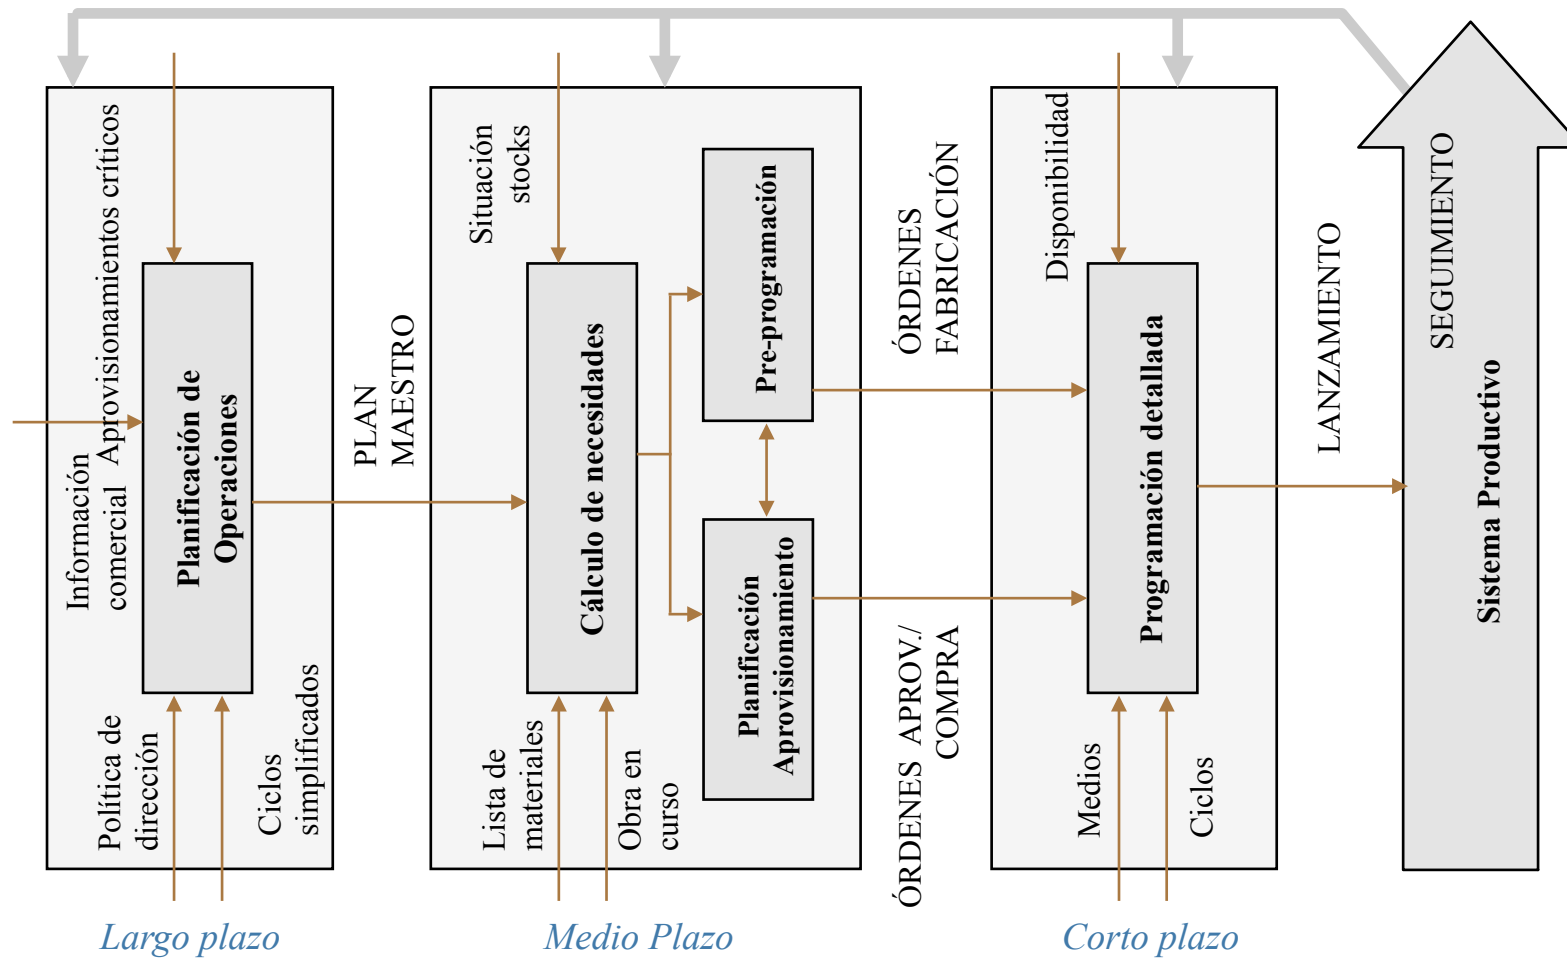 Aprovisionamientos críticos
Información
comercial
Planificación de
Operaciones
Política de
dirección
Ciclos
simplificados
PLAN
MAESTRO
Situación
stocks
Cálculo de necesidades
Lista de
materiales
Obra en
curso
Pre-programación
Planificación
Aprovisionamiento
ÓRDENES
FABRICACIÓN
ÓRDENES APROV./
COMPRA
Disponibilidad
Programación detallada
Medios
Ciclos
LANZAMIENTO
SEGUIMIENTO
Sistema Productivo
Largo plazo
Medio Plazo
Corto plazo